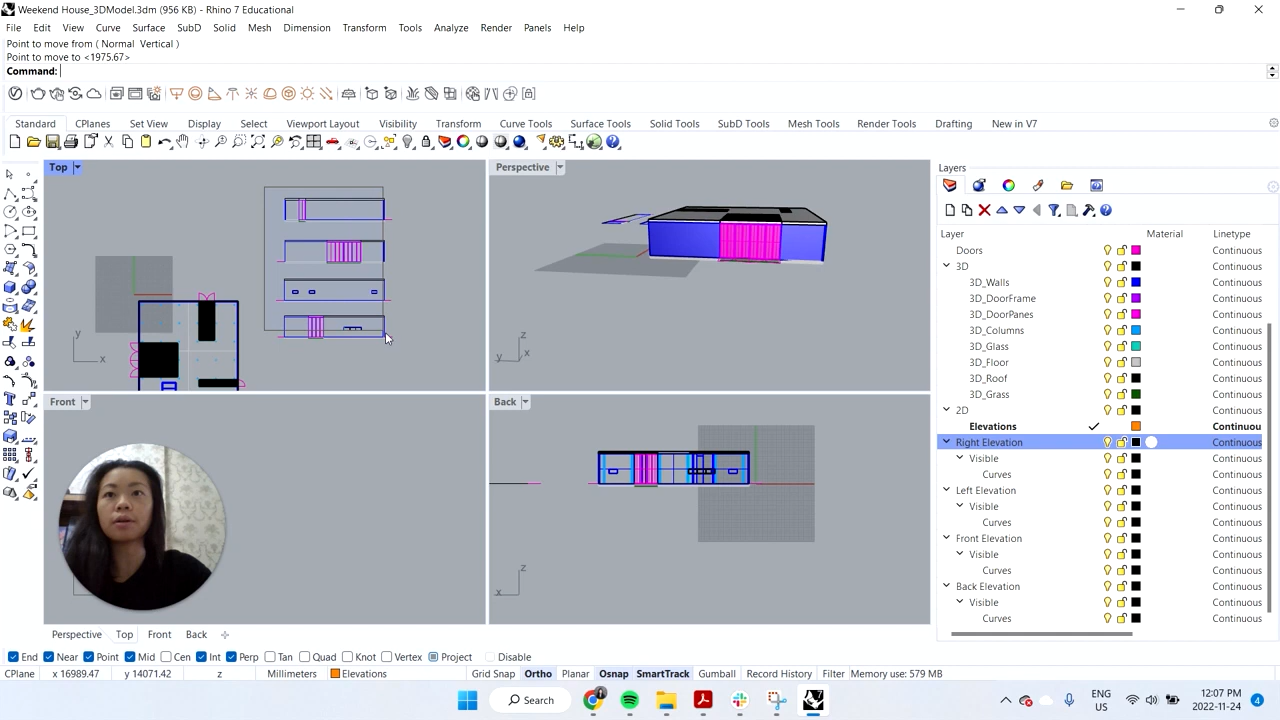 Weekend House_3DModel.3dm (956 KB) - Rhino 7 Educational
File Edit View Curve Surface SubD Solid Mesh Dimension Transform Tools Analyze Render Panels Help
Point to move from ( Normal Vertical )
Point to move to <1975.67>
Command:
Standard CPlanes Set View Display Select Viewport Layout Visibility Transform Curve Tools Surface Tools Solid Tools SubD Tools Mesh Tools Render Tools Drafting New in V7
Top
Perspective
Layers
Layer Material Linetype
Doors Continuous
3D Continuous
3D_Walls Continuous
3D_DoorFrame Continuous
3D_DoorPanes Continuous
3D_Columns Continuous
3D_Glass Continuous
3D_Floor Continuous
3D_Roof Continuous
3D_Grass Continuous
2D Continuous
Elevations Continuou
Right Elevation Continuous
Visible Continuous
Curves Continuous
Left Elevation Continuous
Visible Continuous
Curves Continuous
Front Elevation Continuous
Visible Continuous
Curves Continuous
Back Elevation Continuous
Visible Continuous
Curves Continuous
y
x
z
y x
Front
Back
z
x
Perspective Top Front Back
End Near Point Mid Cen Int Perp Tan Quad Knot Vertex Project Disable
CPlane x 16989.47 y 14071.42 z Millimeters Elevations Grid Snap Ortho Planar Osnap SmartTrack Gumball Record History Filter Memory use: 579 MB
Search
ENG
US
12:07 PM
2022-11-24
4